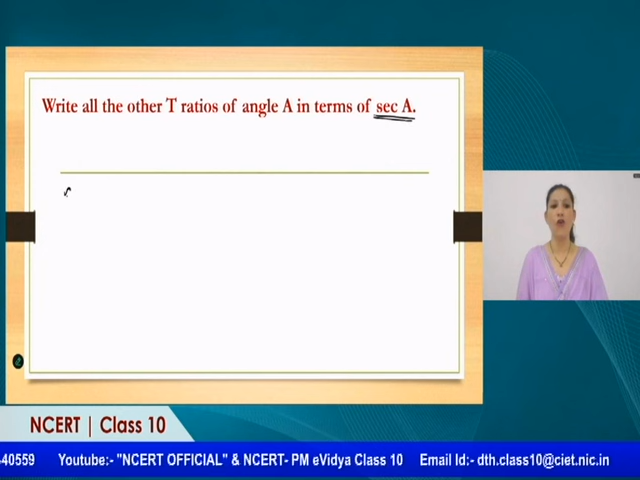 Write all the other T ratios of angle A in terms of sec A.
NCERT | Class 10
40559 Youtube:- "NCERT OFFICIAL" & NCERT- PM eVidya Class 10 Email Id:- dth.class10@ciet.nic.in